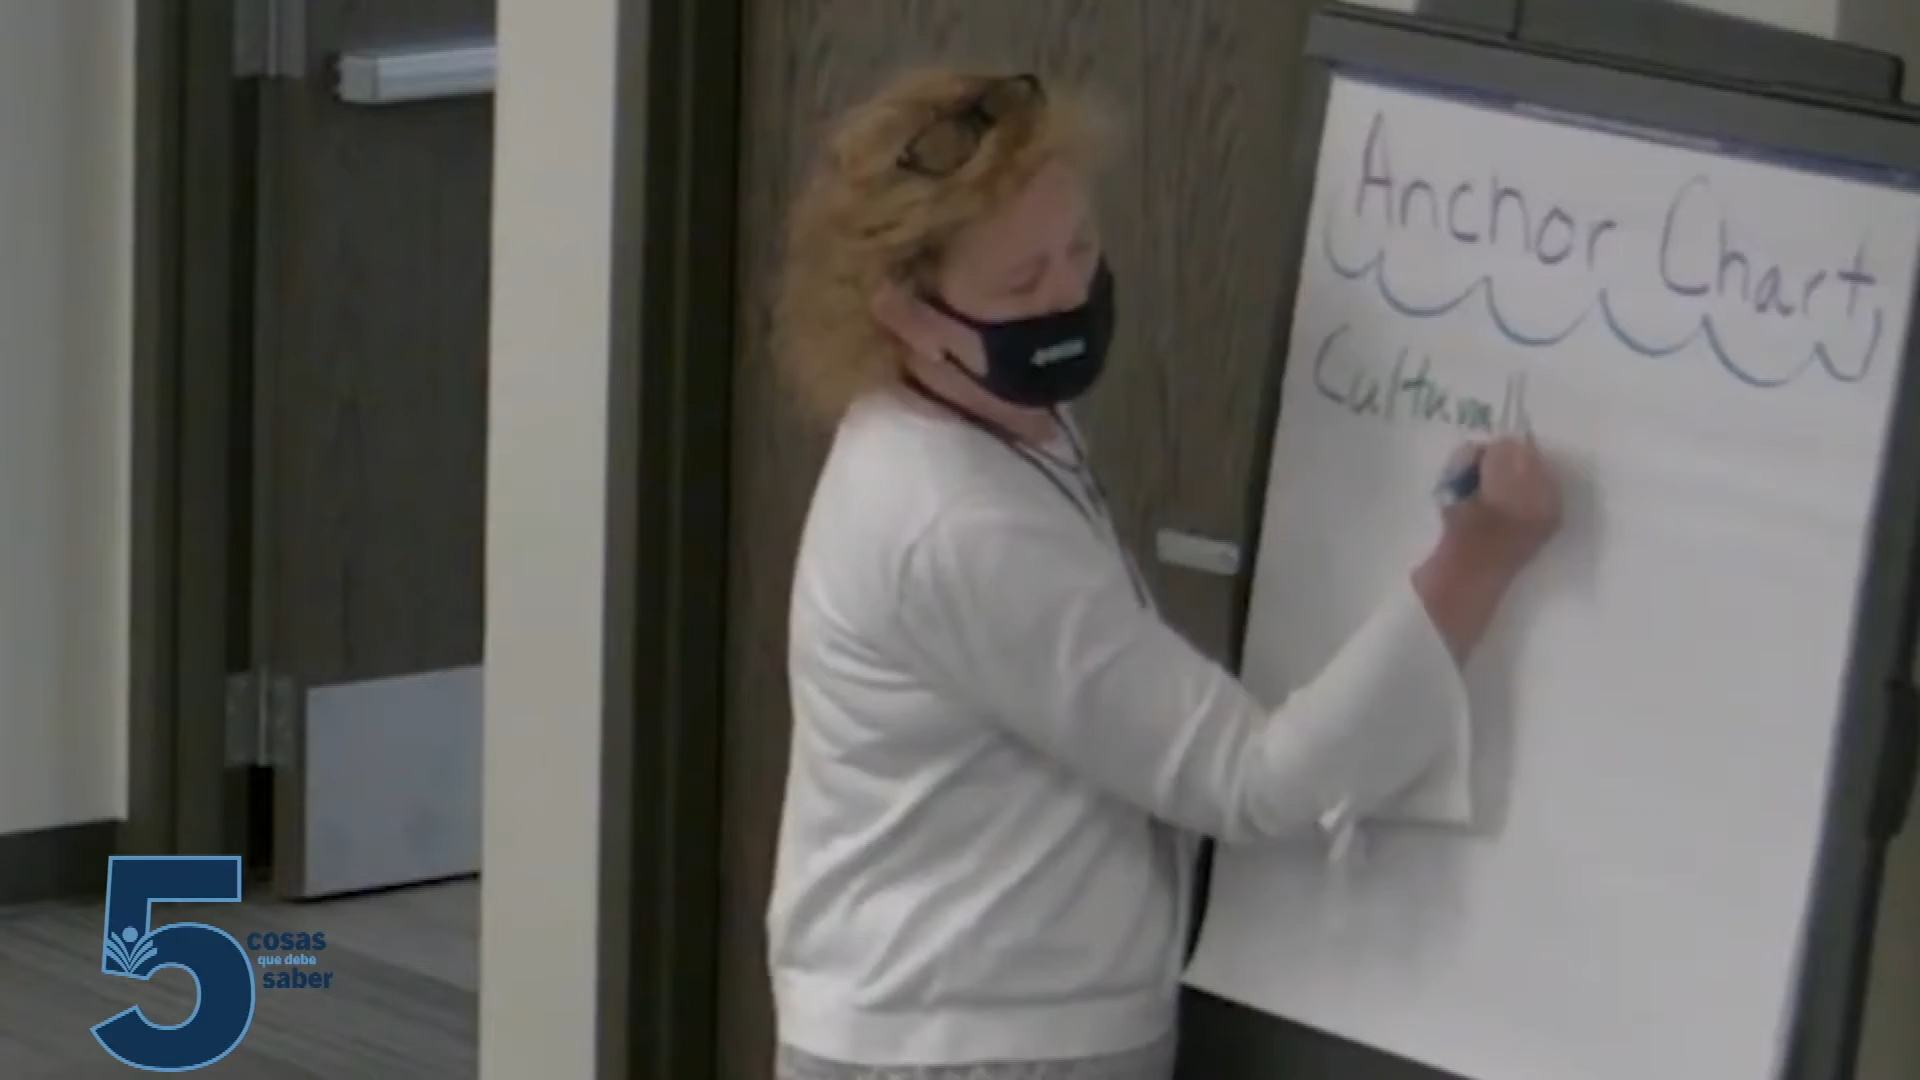 Anchor Chart
Culturally
5 cosas
que debe
saber